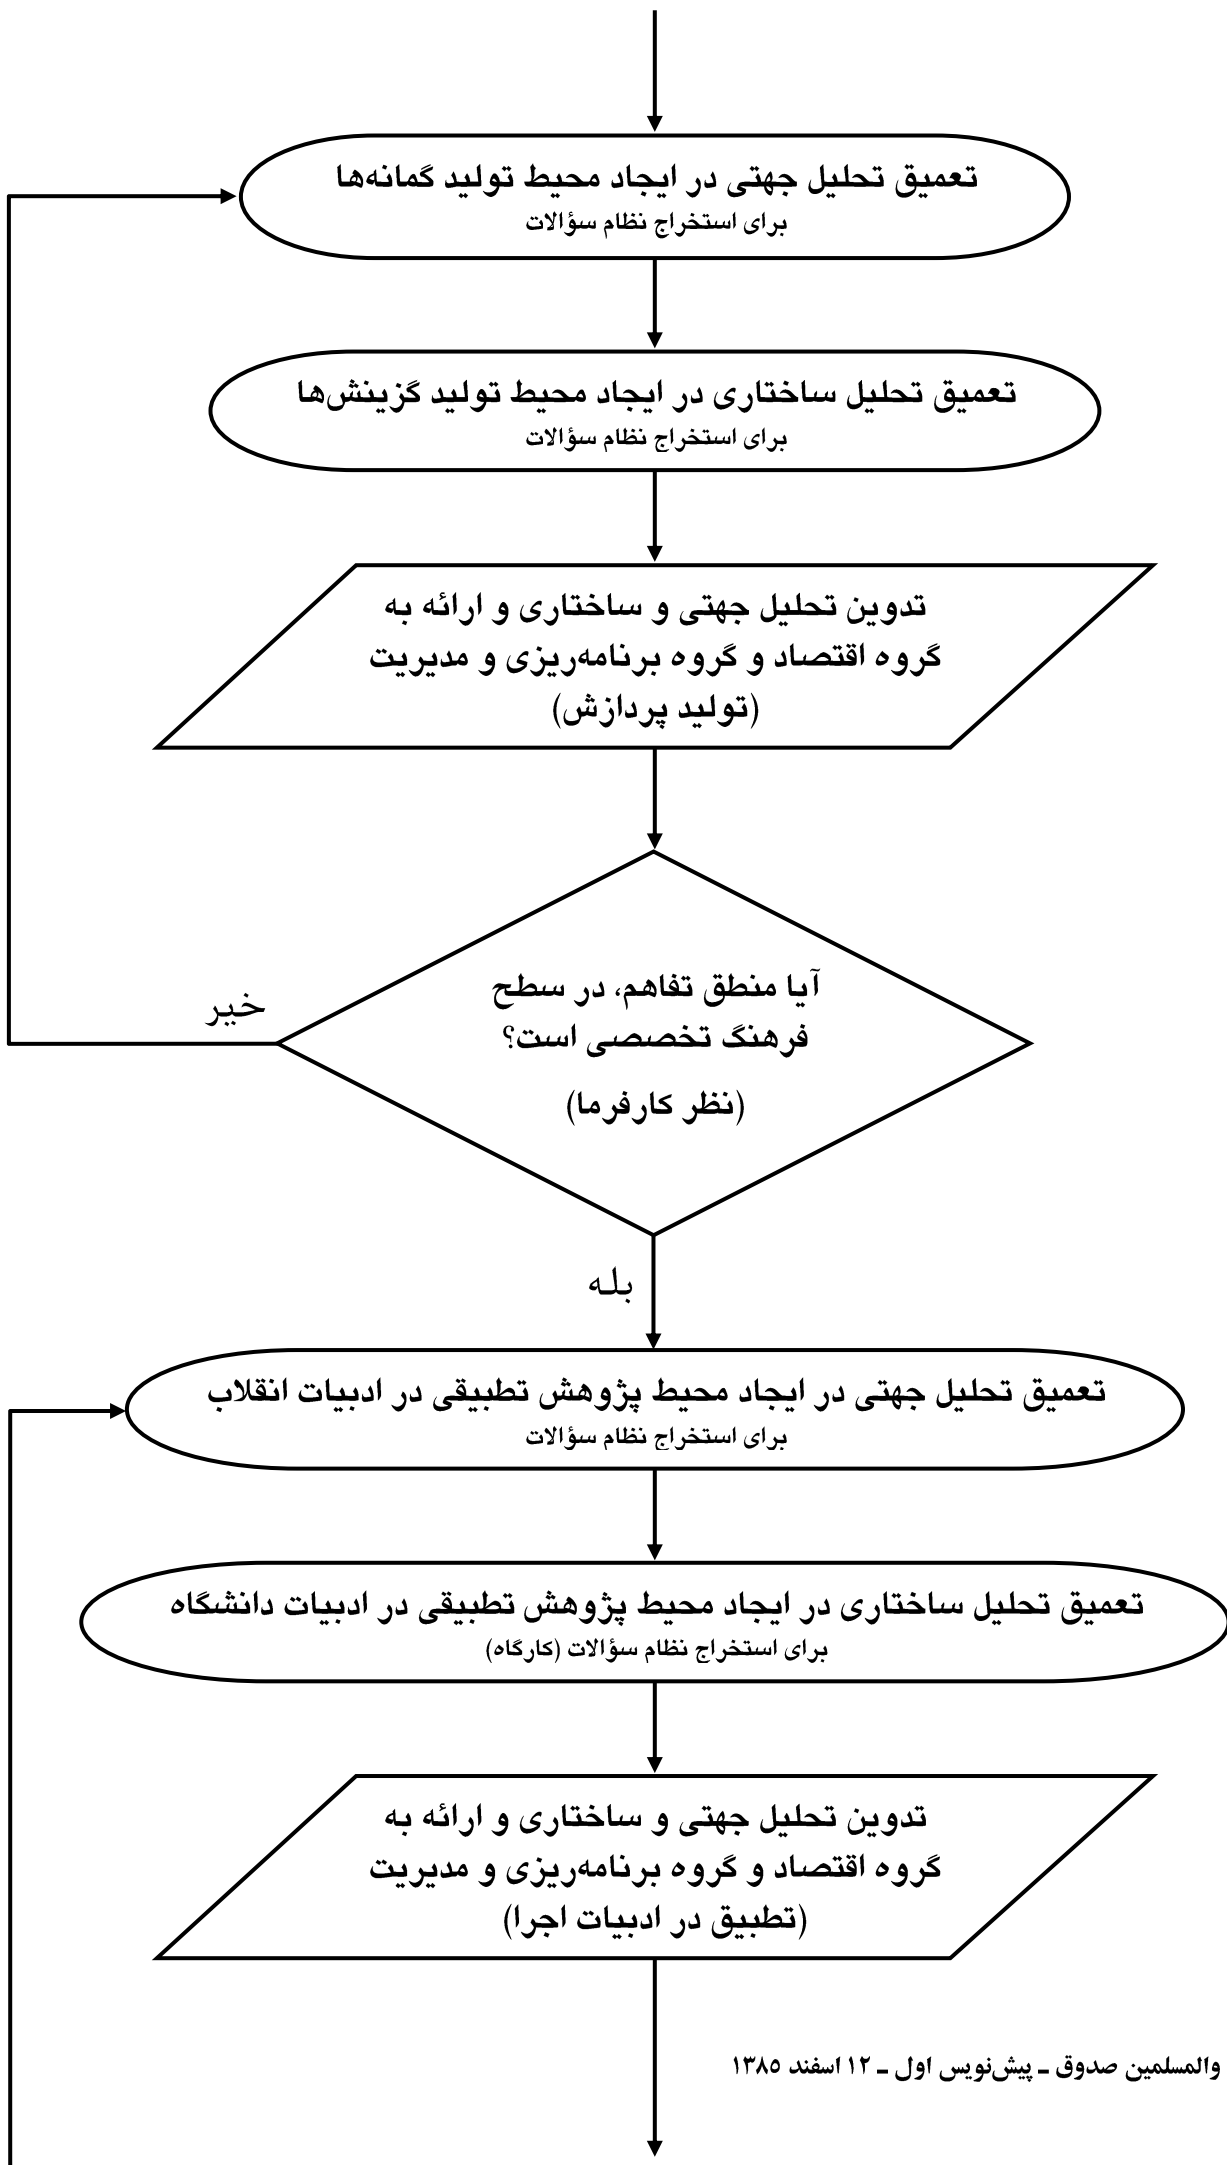 تعمیق تحلیل جهتی در ایجاد محیط تولید گمانه‌ها
برای استخراج نظام سؤالات
تعمیق تحلیل ساختاری در ایجاد محیط تولید گزینش‌ها
برای استخراج نظام سؤالات
تدوین تحلیل جهتی و ساختاری و ارائه به
گروه اقتصاد و گروه برنامه‌ریزی و مدیریت
(تولید پردازش)
آیا منطق تفاهم، در سطح
فرهنگ تخصصی است؟
(نظر کارفرما)
خیر
بله
تعمیق تحلیل جهتی در ایجاد محیط پژوهش تطبیقی در ادبیات انقلاب
برای استخراج نظام سؤالات
تعمیق تحلیل ساختاری در ایجاد محیط پژوهش تطبیقی در ادبیات دانشگاه
برای استخراج نظام سؤالات (کارگاه)
تدوین تحلیل جهتی و ساختاری و ارائه به
گروه اقتصاد و گروه برنامه‌ریزی و مدیریت
(تطبیق در ادبیات اجرا)
والمسلمین صدوق ـ پیش‌نویس اول ـ ۱۲ اسفند ۱۳۸۵